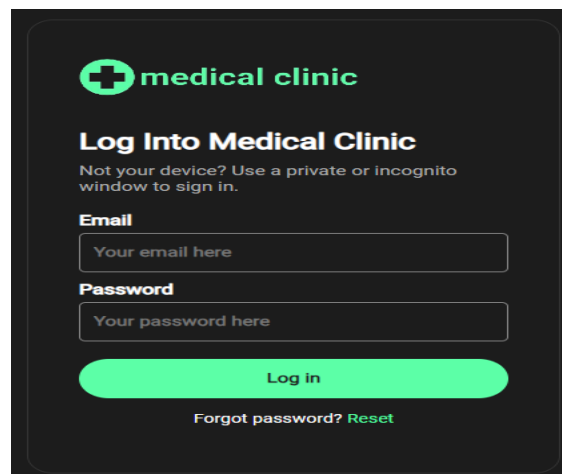 medical clinic
Log Into Medical Clinic
Not your device? Use a private or incognito
window to sign in.
Email
Your email here
Password
Your password here
Log in
Forgot password? Reset